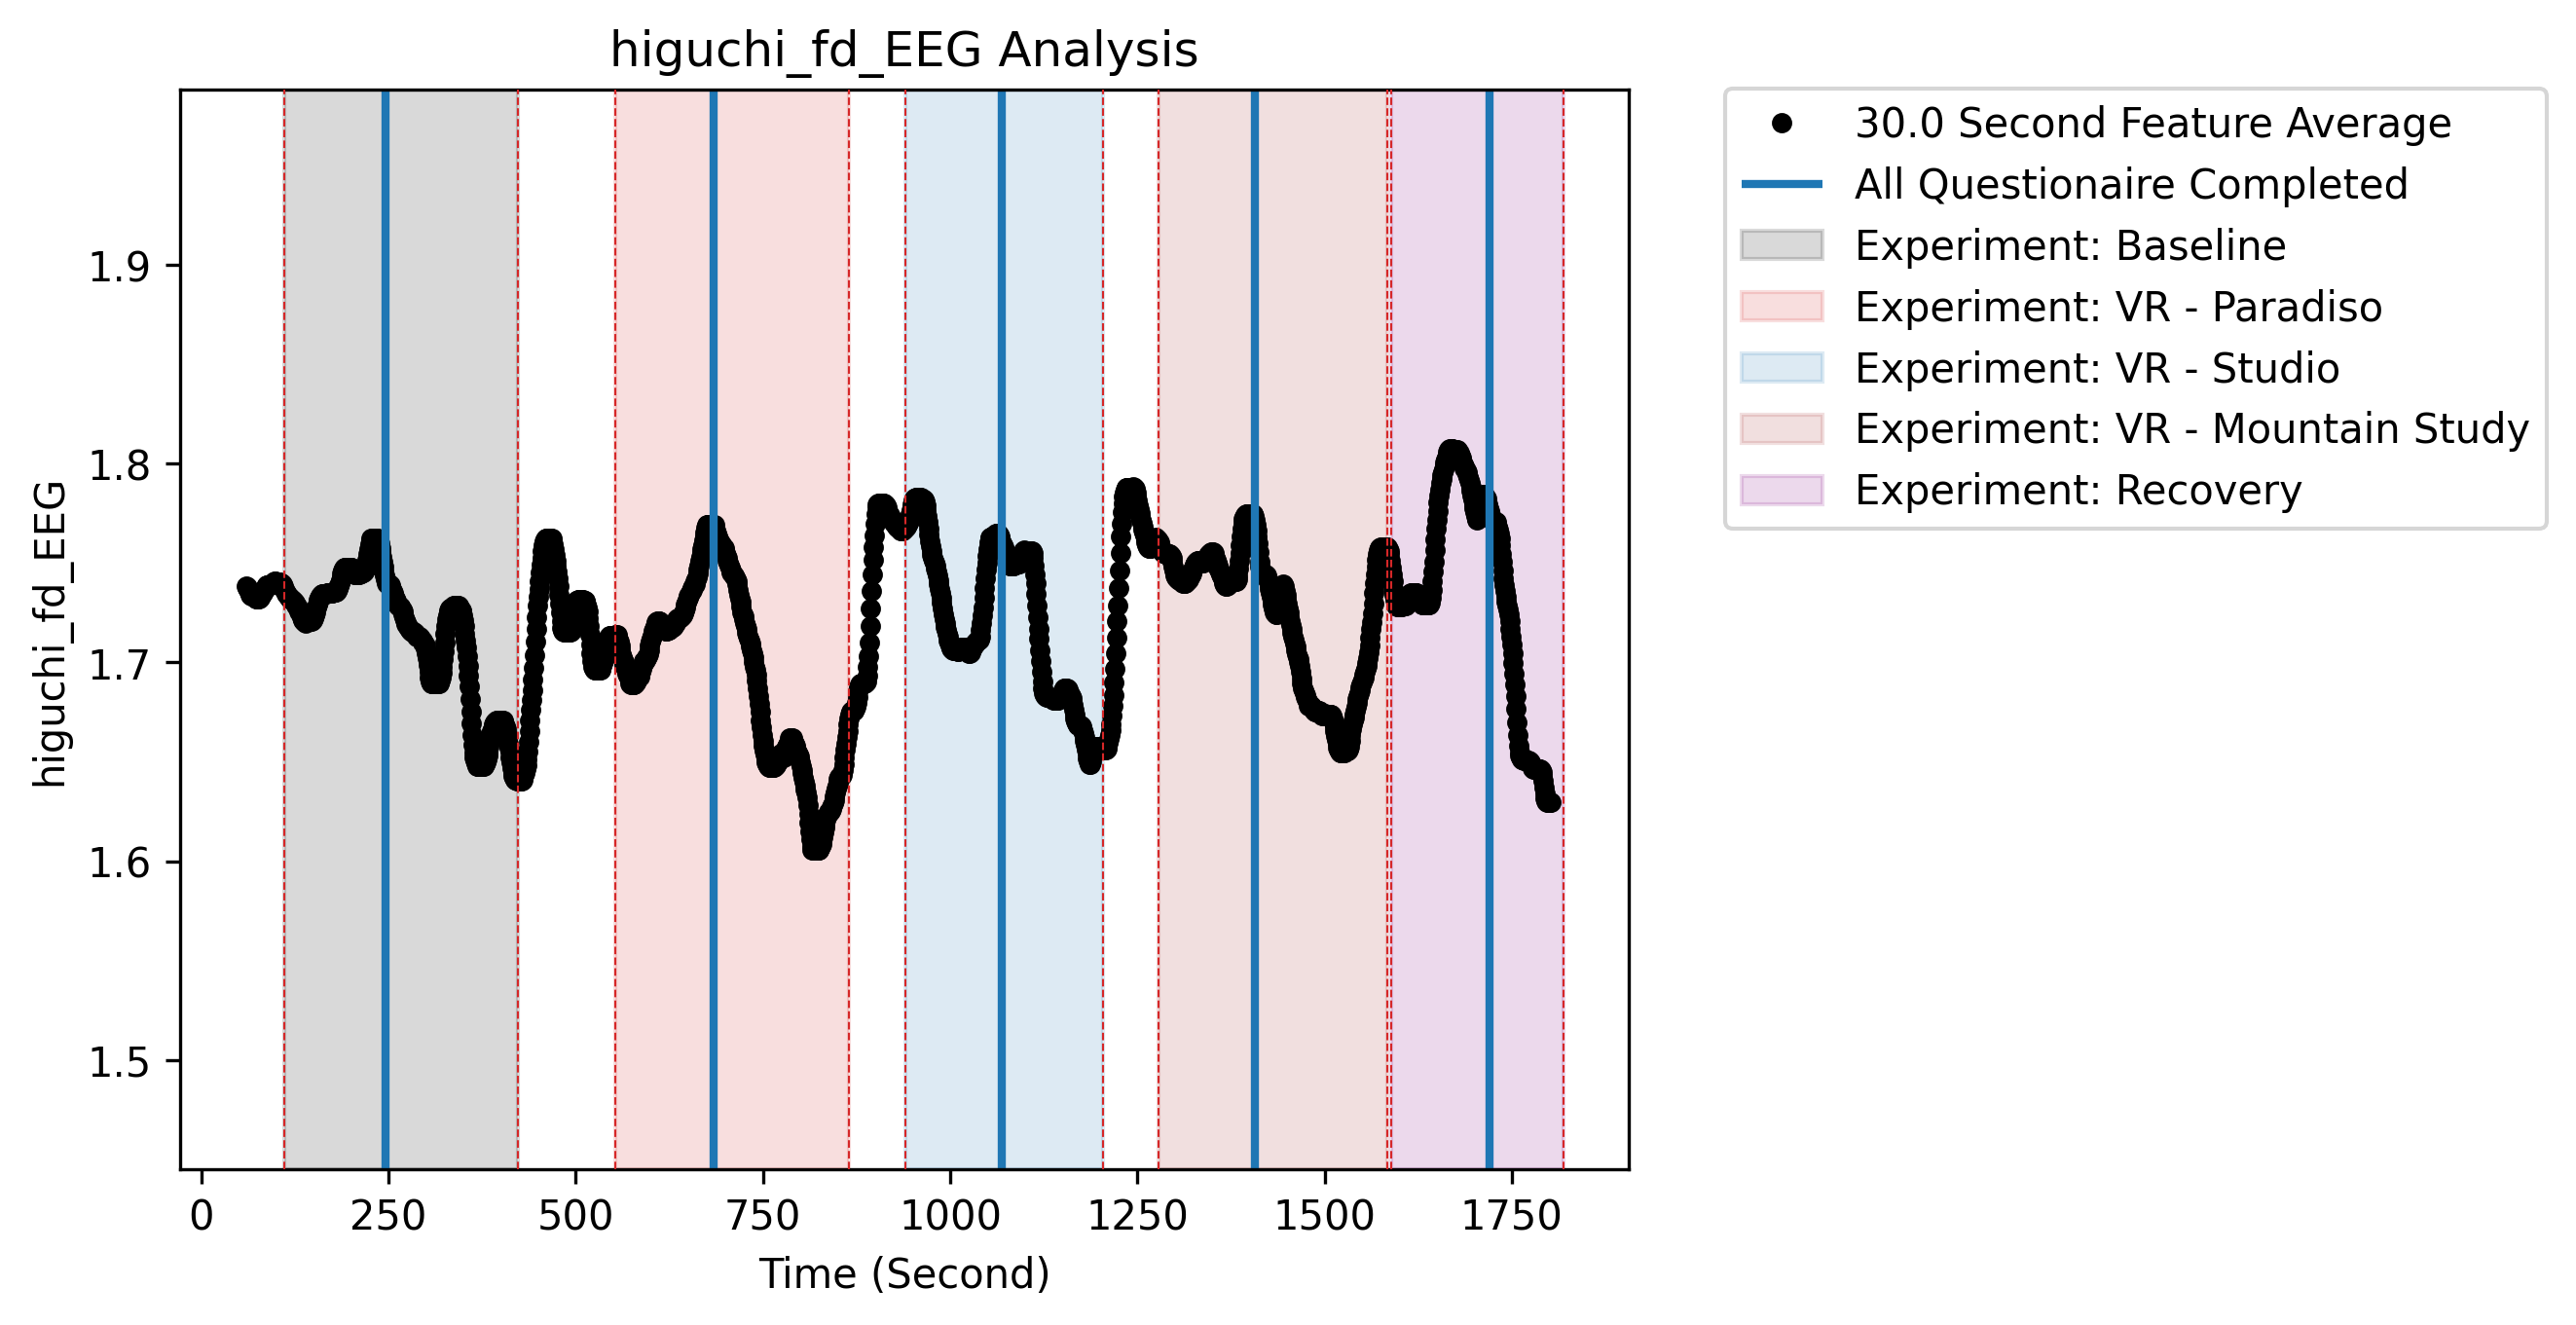 higuchi_fd_EEG Analysis
30.0 Second Feature Average
All Questionaire Completed
Experiment: Baseline
Experiment: VR - Paradiso
Experiment: VR - Studio
Experiment: VR - Mountain Study
Experiment: Recovery
higuchi_fd_EEG
1.9
1.8
1.7
1.6
1.5
0 250 500 750 1000 1250 1500 1750
Time (Second)